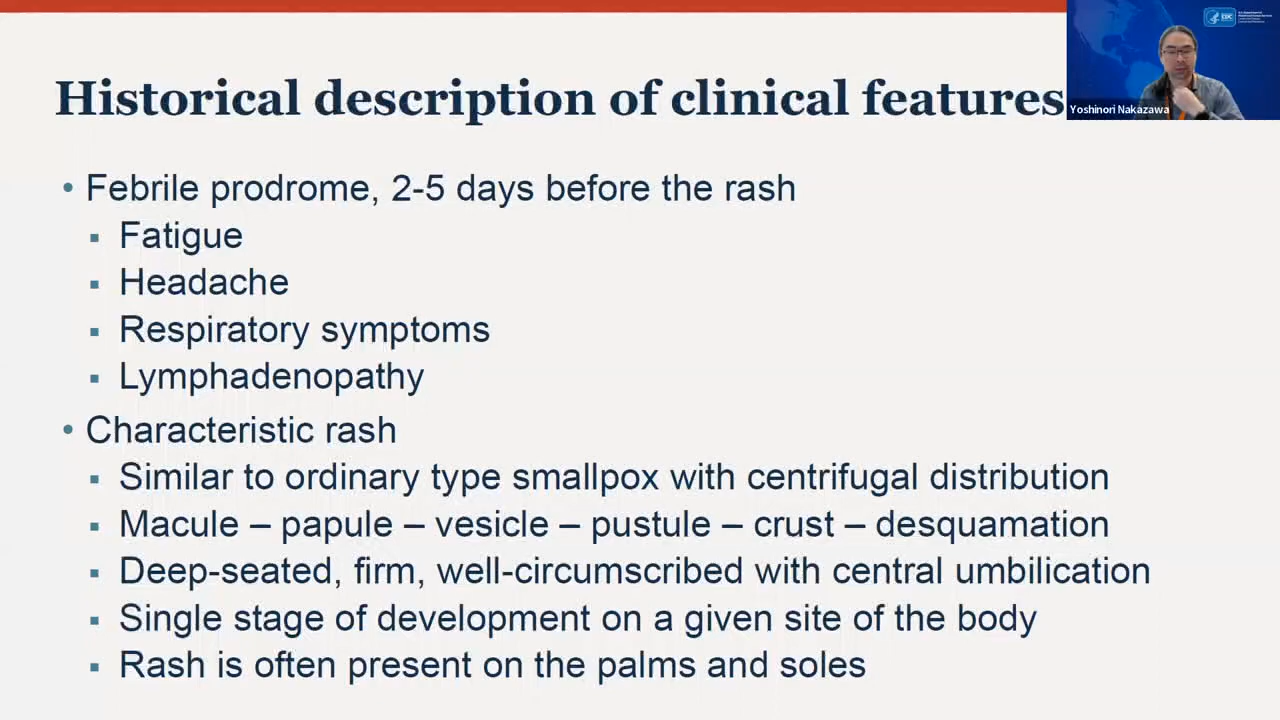 Historical description of clinical features
Yoshinori Nakazawa
• Febrile prodrome, 2-5 days before the rash
▪ Fatigue
▪ Headache
▪ Respiratory symptoms
▪ Lymphadenopathy
• Characteristic rash
▪ Similar to ordinary type smallpox with centrifugal distribution
▪ Macule – papule – vesicle – pustule – crust – desquamation
▪ Deep-seated, firm, well-circumscribed with central umbilication
▪ Single stage of development on a given site of the body
▪ Rash is often present on the palms and soles